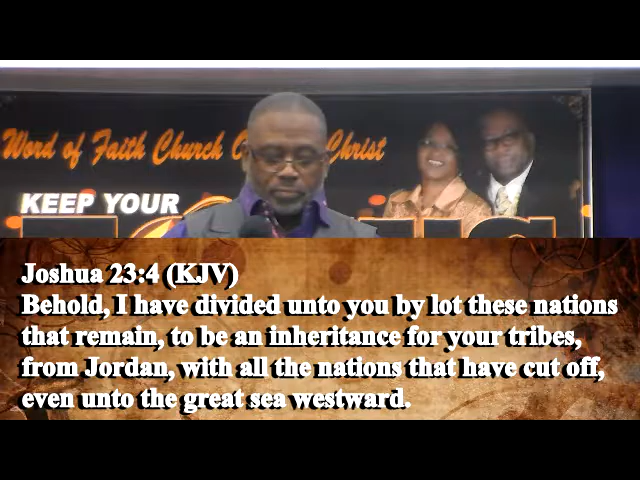 Word of Faith Church Christ
KEEP YOUR
Joshua 23:4 (KJV)
Behold, I have divided unto you by lot these nations
that remain, to be an inheritance for your tribes,
from Jordan, with all the nations that have cut off,
even unto the great sea westward.